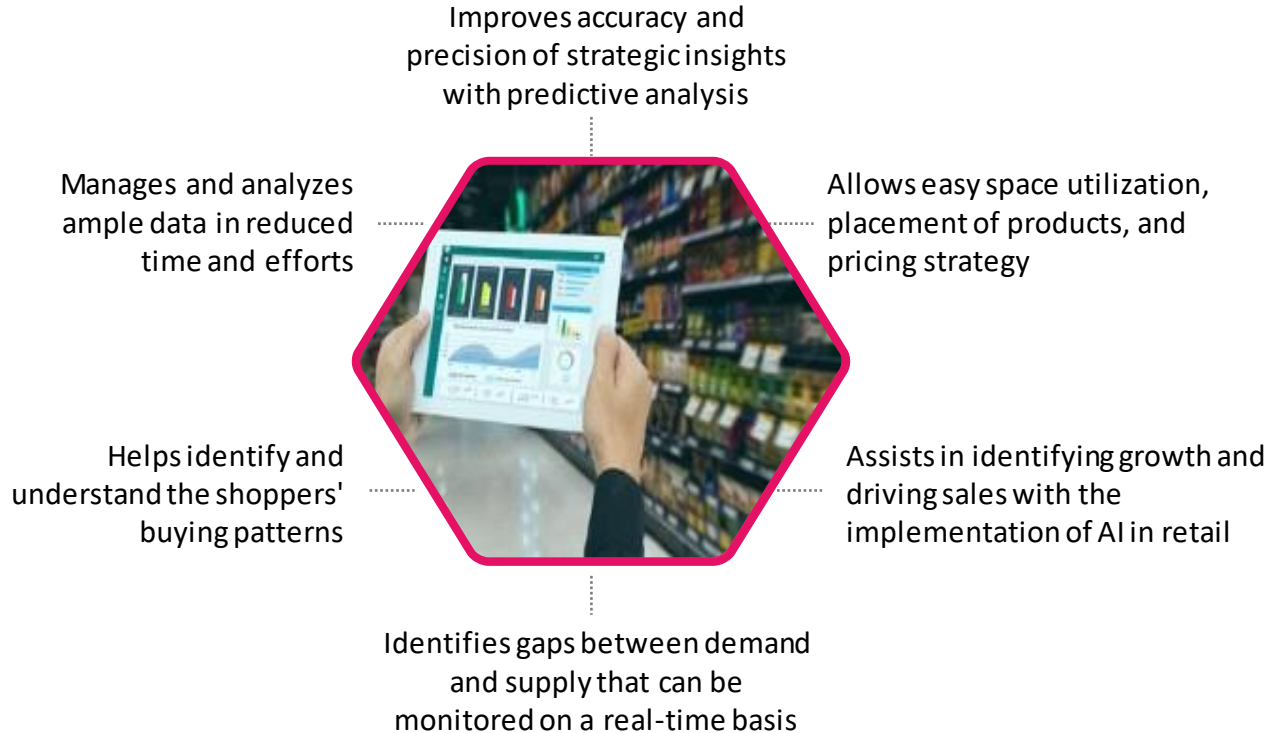 Improves accuracy and
precision of strategic insights
with predictive analysis
Manages and analyzes
ample data in reduced
time and efforts
Allows easy space utilization,
placement of products, and
pricing strategy
Helps identify and
understand the shoppers'
buying patterns
Assists in identifying growth and
driving sales with the
implementation of AI in retail
Identifies gaps between demand
and supply that can be
monitored on a real-time basis